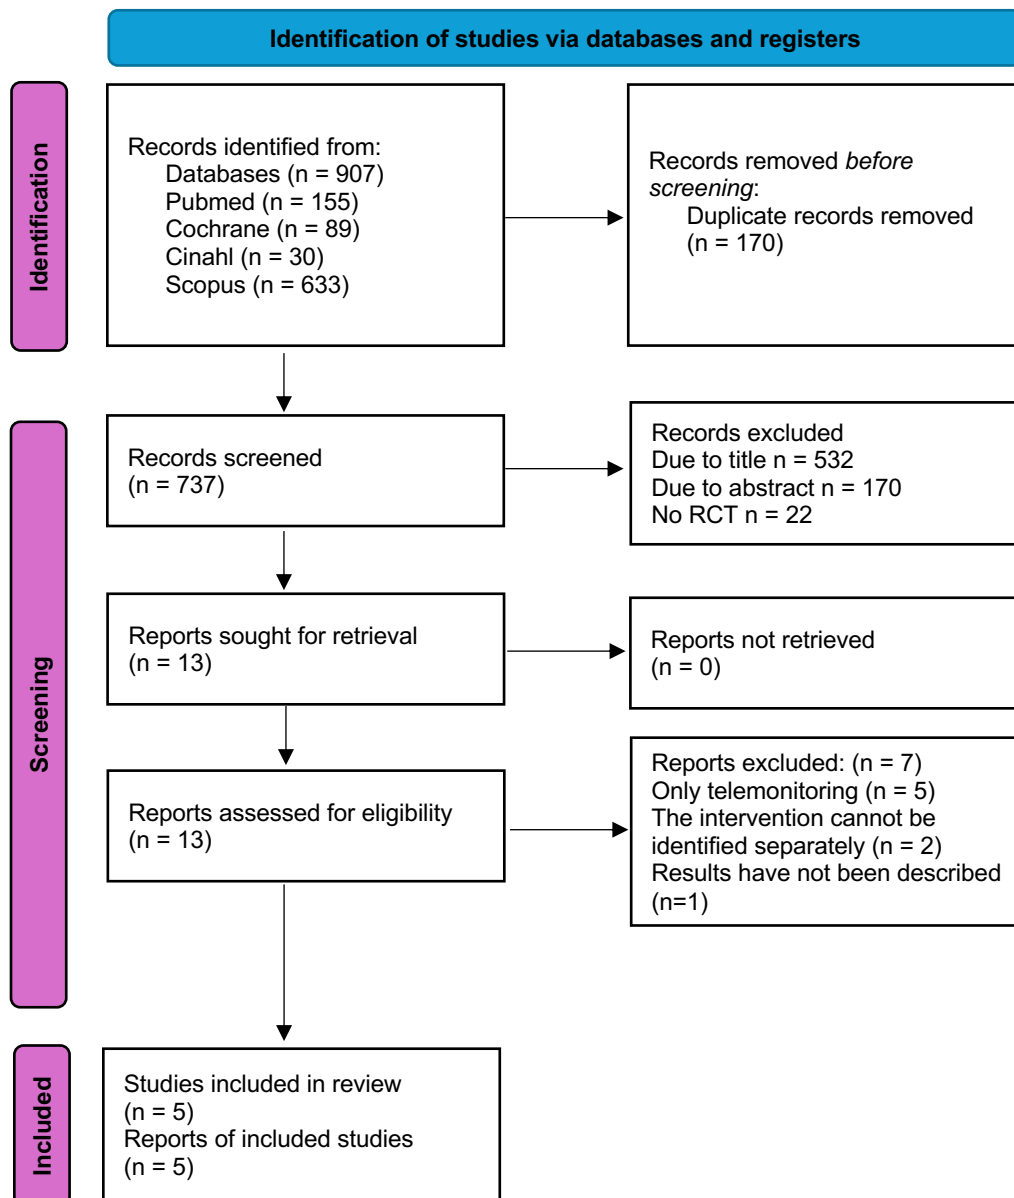 Identification of studies via databases and registers
Identification
Records identified from:
Databases (n = 907)
Pubmed (n = 155)
Cochrane (n = 89)
Cinahl (n = 30)
Scopus (n = 633)
Records removed before
screening:
Duplicate records removed
(n = 170)
Screening
Records screened
(n = 737)
Records excluded
Due to title n = 532
Due to abstract n = 170
No RCT n = 22
Reports sought for retrieval
(n = 13)
Reports not retrieved
(n = 0)
Reports assessed for eligibility
(n = 13)
Reports excluded: (n = 7)
Only telemonitoring (n = 5)
The intervention cannot be
identified separately (n = 2)
Results have not been described
(n=1)
Included
Studies included in review
(n = 5)
Reports of included studies
(n = 5)